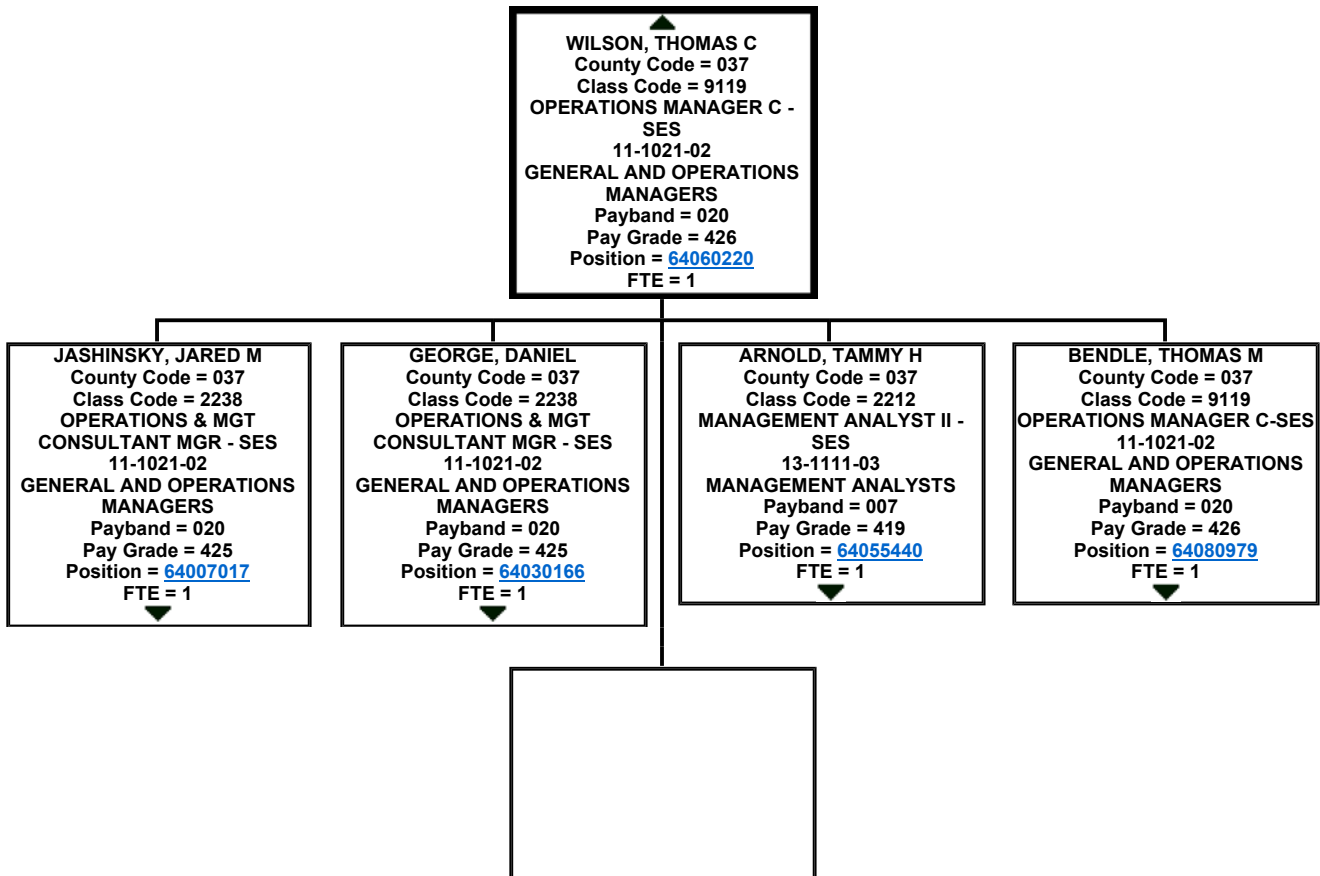 WILSON, THOMAS C
County Code = 037
Class Code = 9119
OPERATIONS MANAGER C -
SES
11-1021-02
GENERAL AND OPERATIONS
MANAGERS
Payband = 020
Pay Grade = 426
Position = 64060220
FTE = 1
JASHINSKY, JARED M
County Code = 037
Class Code = 2238
OPERATIONS & MGT
CONSULTANT MGR - SES
11-1021-02
GENERAL AND OPERATIONS
MANAGERS
Payband = 020
Pay Grade = 425
Position = 64007017
FTE = 1
GEORGE, DANIEL
County Code = 037
Class Code = 2238
OPERATIONS & MGT
CONSULTANT MGR - SES
11-1021-02
GENERAL AND OPERATIONS
MANAGERS
Payband = 020
Pay Grade = 425
Position = 64030166
FTE = 1
ARNOLD, TAMMY H
County Code = 037
Class Code = 2212
MANAGEMENT ANALYST II -
SES
13-1111-03
MANAGEMENT ANALYSTS
Payband = 007
Pay Grade = 419
Position = 64055440
FTE = 1
BENDLE, THOMAS M
County Code = 037
Class Code = 9119
OPERATIONS MANAGER C-SES
11-1021-02
GENERAL AND OPERATIONS
MANAGERS
Payband = 020
Pay Grade = 426
Position = 64080979
FTE = 1